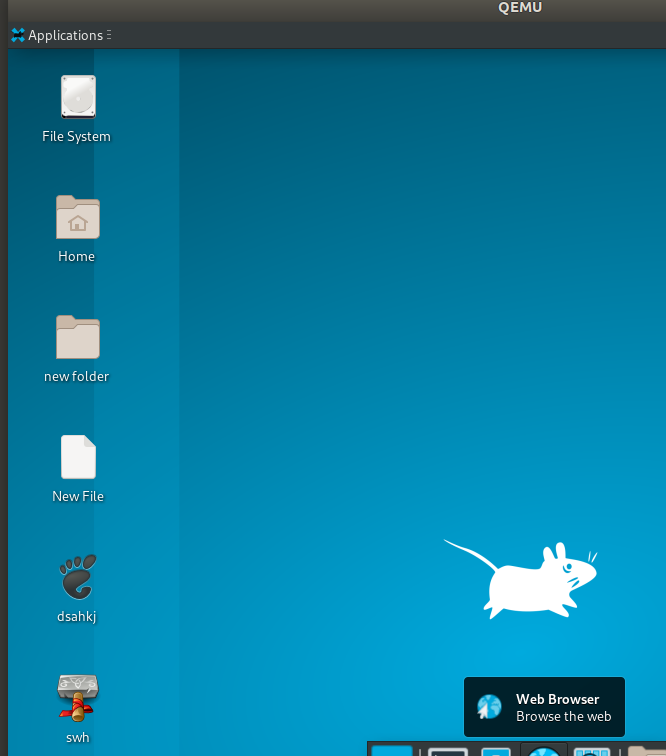 QEMU
Applications
File System
Home
new folder
New File
dsahkj
swh
Web Browser
Browse the web